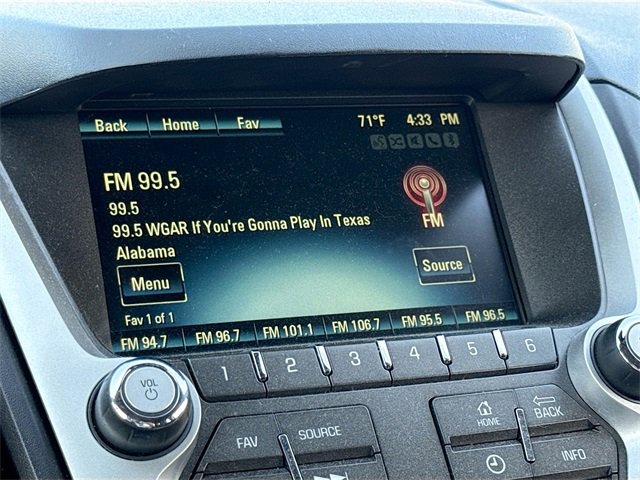 Back Home Fav 71°F 4:33 PM
FM 99.5
99.5
99.5 WGAR If You're Gonna Play In Texas
FM
Alabama
Menu Source
Fav 1 of 1
FM 94.7 FM 96.7 FM 101.1 FM 106.7 FM 95.5 FM 96.5
VOL
1 2 3 4 5 6
FAV SOURCE
HOME BACK
INFO